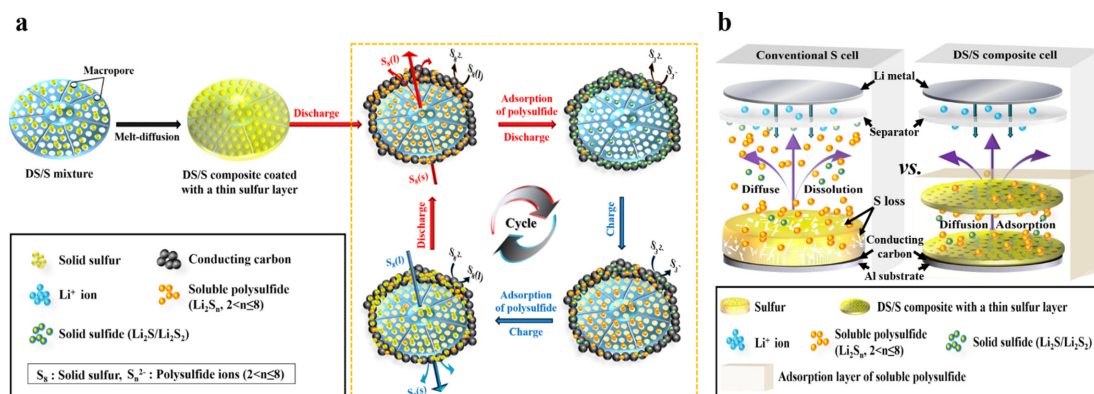 a
Macropore
Melt-diffusion
DS/S mixture
DS/S composite coated
with a thin sulfur layer
Discharge
S₈(l)
S₈²⁻
S₈(l)
S₈(s)
Adsorption
of polysulfide
Discharge
Discharge
Cycle
Charge
S₈(l)
S₈(l)
Adsorption
of polysulfide
Charge
Solid sulfur
Conducting carbon
Li⁺ ion
Soluble polysulfide
(Li₂Sₙ, 2<n≤8)
Solid sulfide (Li₂S/Li₂S₂)
S₈ : Solid sulfur, Sₙ²⁻ : Polysulfide ions (2<n≤8)
b
Conventional S cell
DS/S composite cell
Li metal
Separator
Diffuse
Dissolution
vs.
S loss
Diffusion
Adsorption
Conducting
carbon
Al substrate
Sulfur
DS/S composite with a thin sulfur layer
Li⁺ ion
Soluble polysulfide
(Li₂Sₙ, 2<n≤8)
Solid sulfide (Li₂S/Li₂S₂)
Adsorption layer of soluble polysulfide